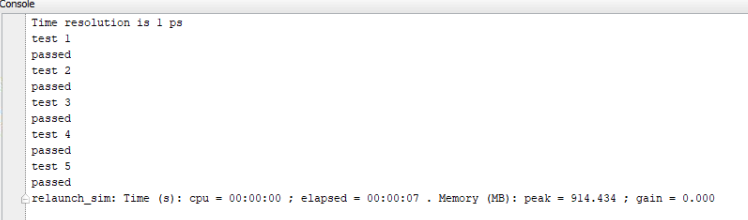 Console
Time resolution is 1 ps
test 1
passed
test 2
passed
test 3
passed
test 4
passed
test 5
passed
relaunch_sim: Time (s): cpu = 00:00:00 ; elapsed = 00:00:07 . Memory (MB): peak = 914.434 ; gain = 0.000